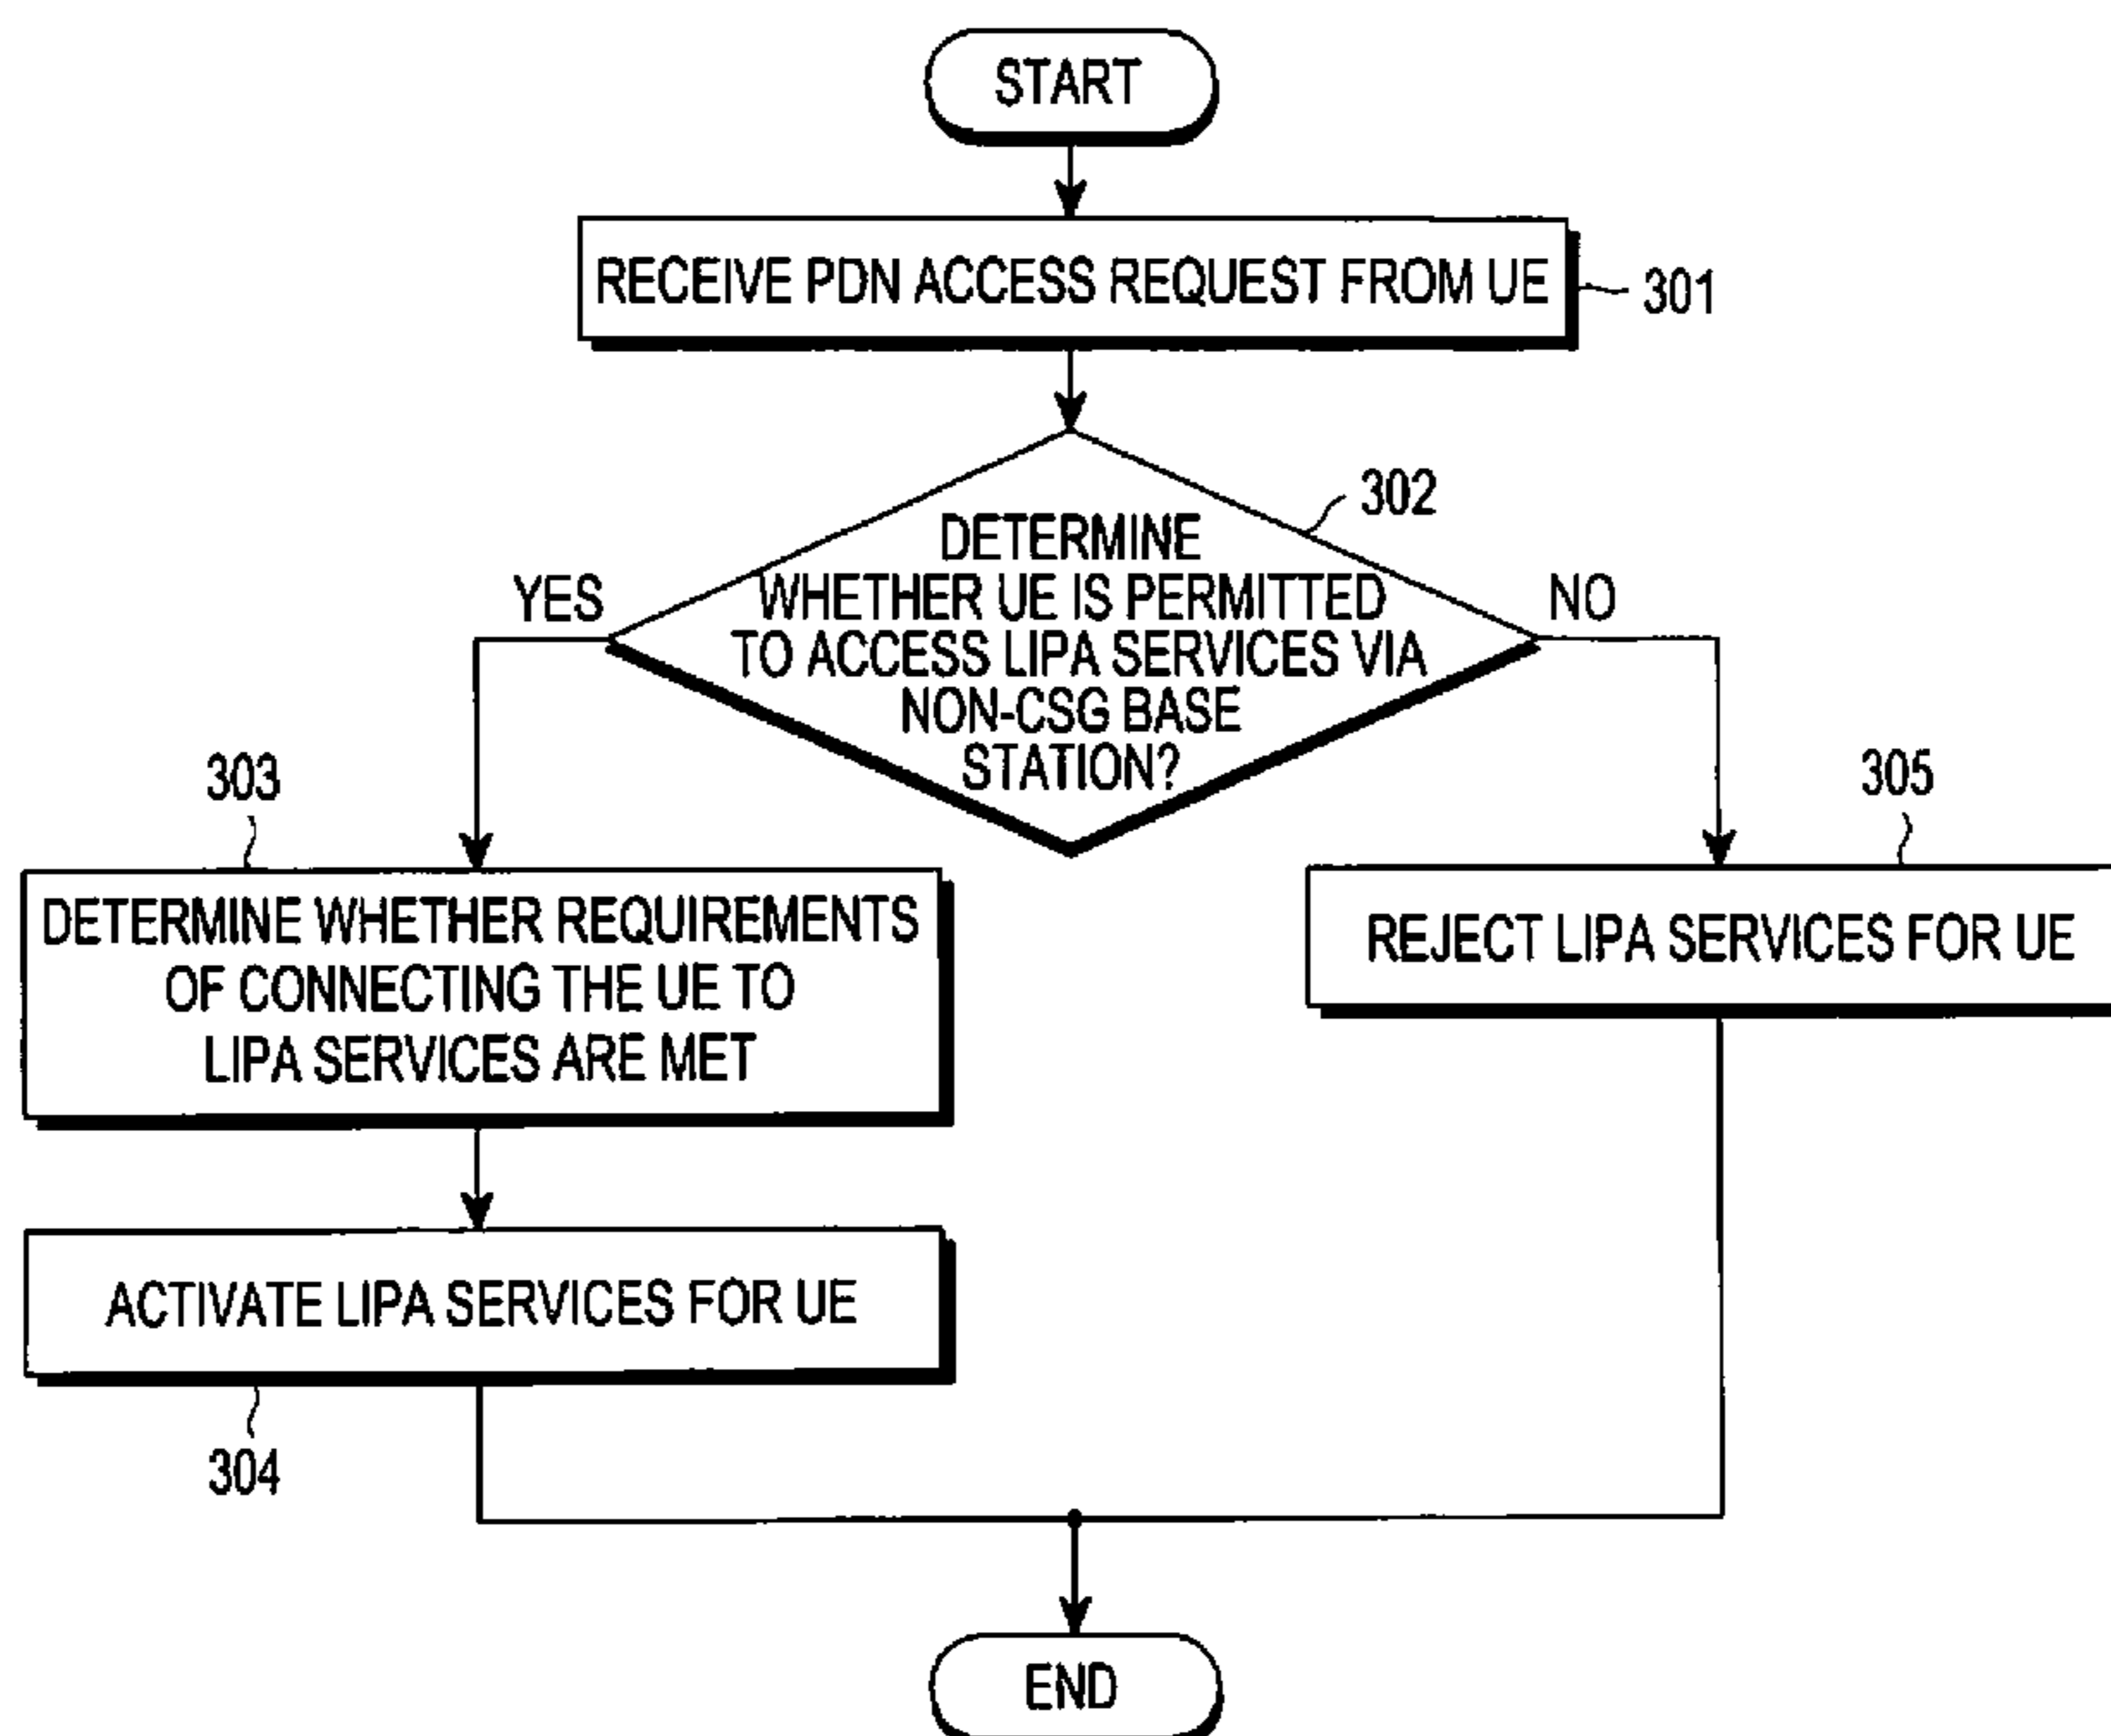 START
RECEIVE PDN ACCESS REQUEST FROM UE
301
302
DETERMINE
WHETHER UE IS PERMITTED
TO ACCESS LIPA SERVICES VIA
NON-CSG BASE
STATION?
YES
NO
303
305
DETERMINE WHETHER REQUIREMENTS
OF CONNECTING THE UE TO
LIPA SERVICES ARE MET
REJECT LIPA SERVICES FOR UE
ACTIVATE LIPA SERVICES FOR UE
304
END